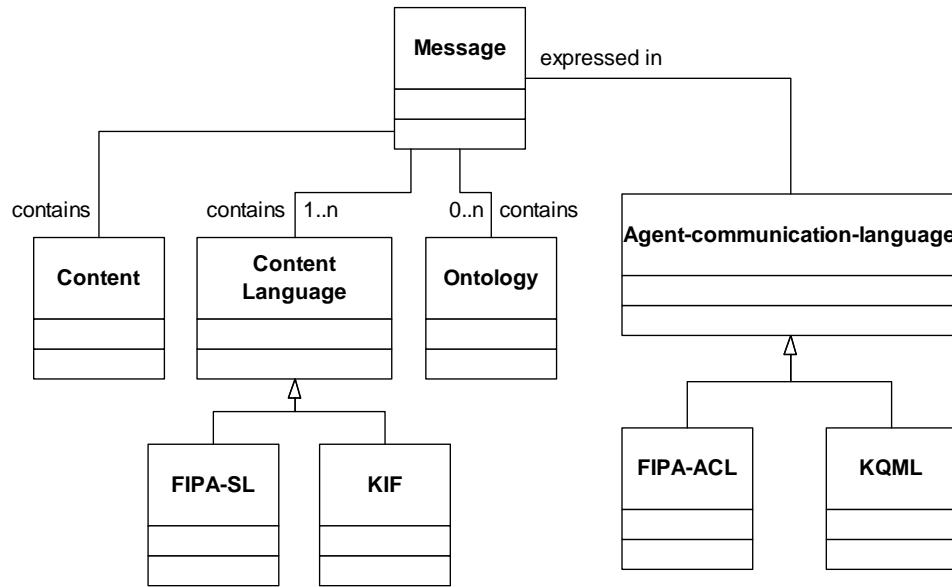 Message
expressed in
contains
contains
1..n
0..n
contains
Content
Content
Language
Ontology
Agent-communication-language
FIPA-SL
KIF
FIPA-ACL
KQML